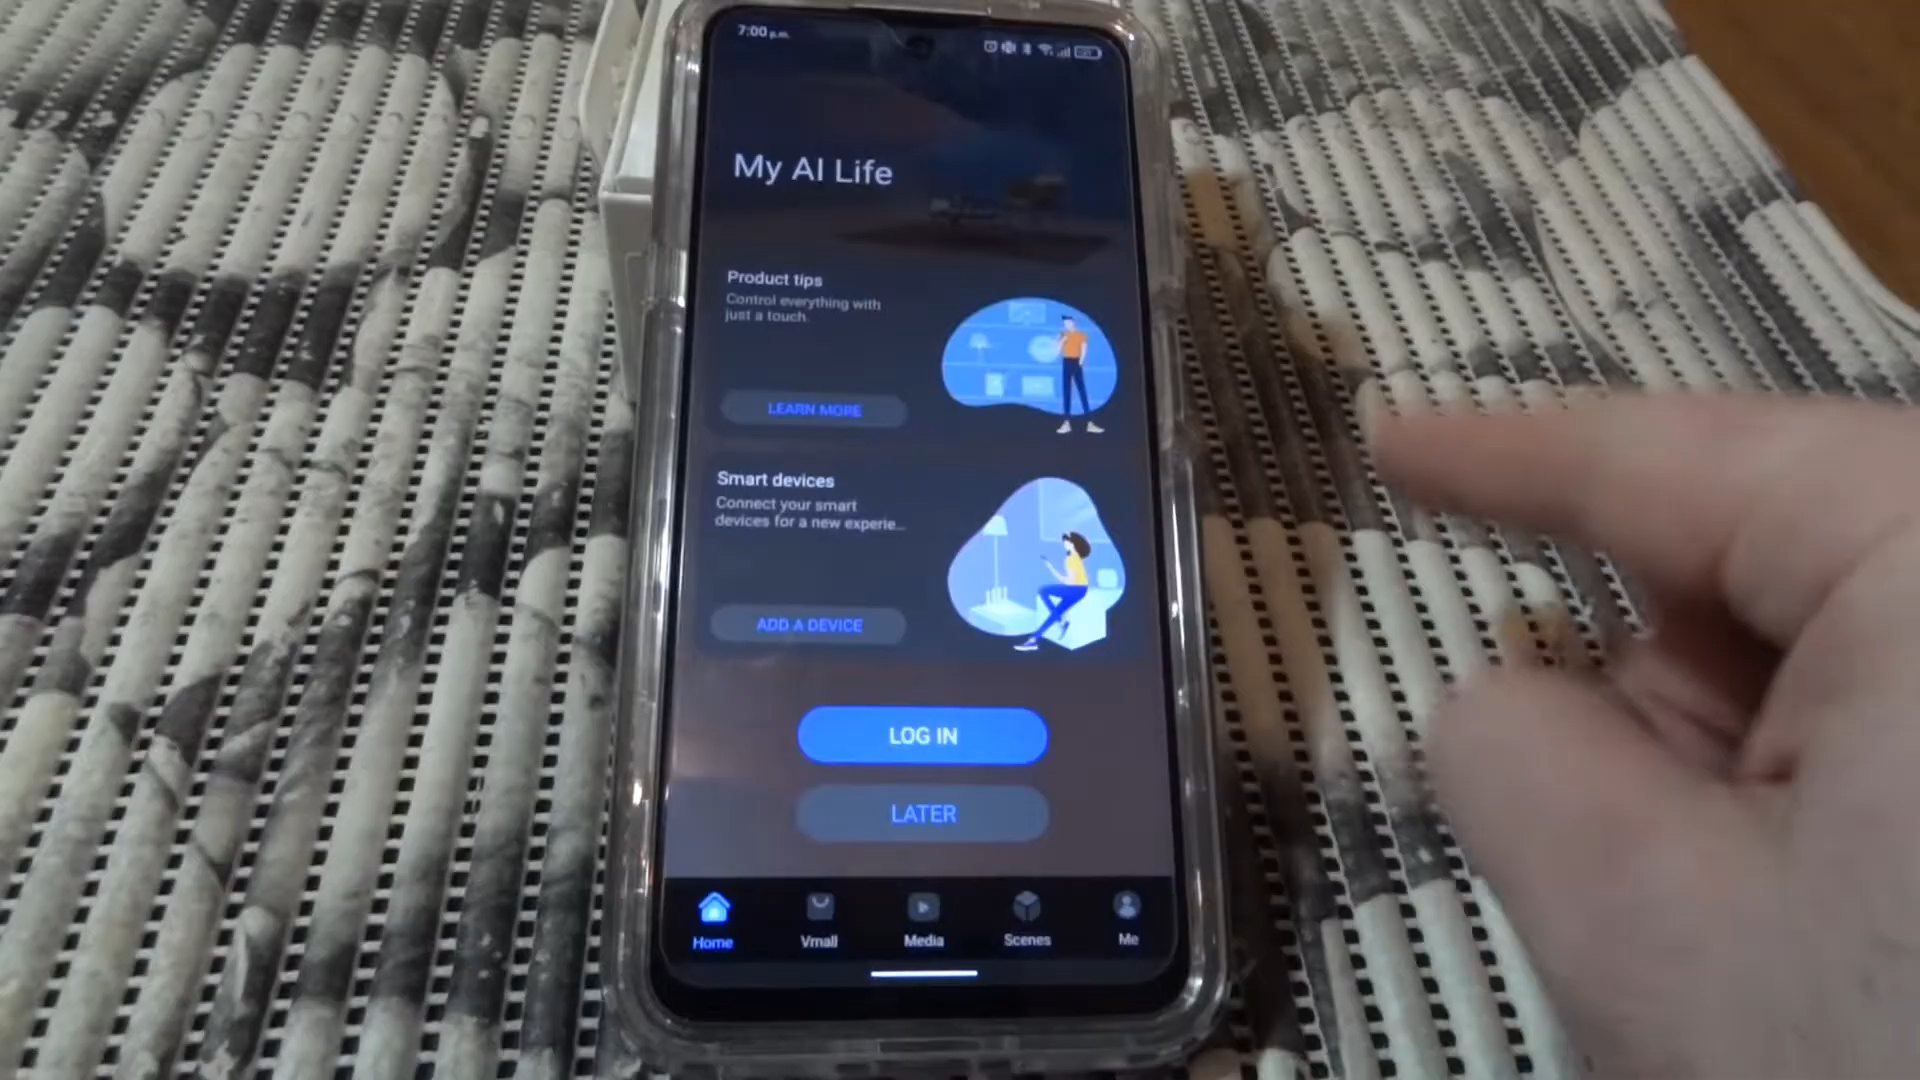 7:00 p.m.
My AI Life
Product tips
Control everything with
just a touch.
LEARN MORE
Smart devices
Connect your smart
devices for a new experie...
ADD A DEVICE
LOG IN
LATER
Home
Vmall
Media
Scenes
Me